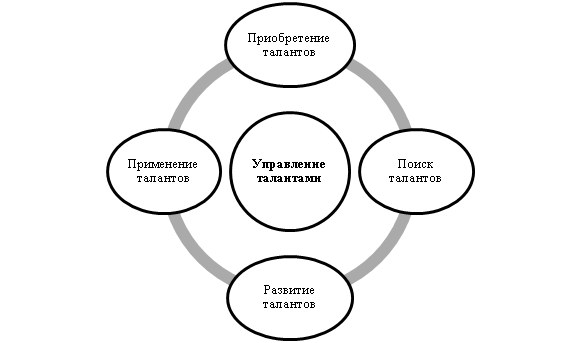 Приобретение
талантов
Применение
талантов
Управление
талантами
Поиск
талантов
Развитие
талантов